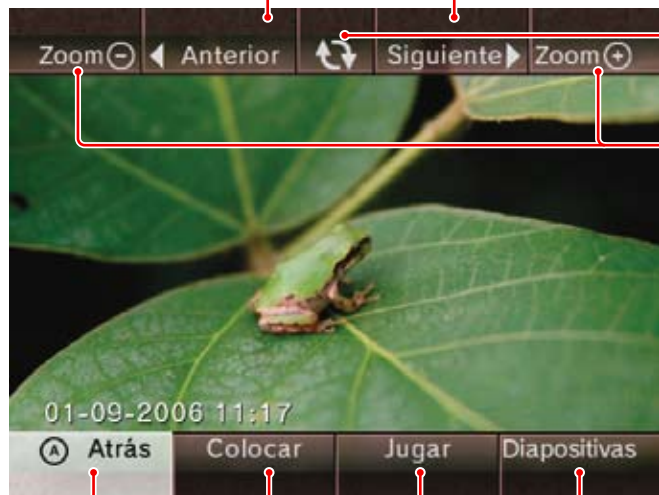 Zoom⊖ ◀ Anterior Siguiente▶ Zoom⊕
01-09-2006 11:17
Ⓐ Atrás Colocar Jugar Diapositivas